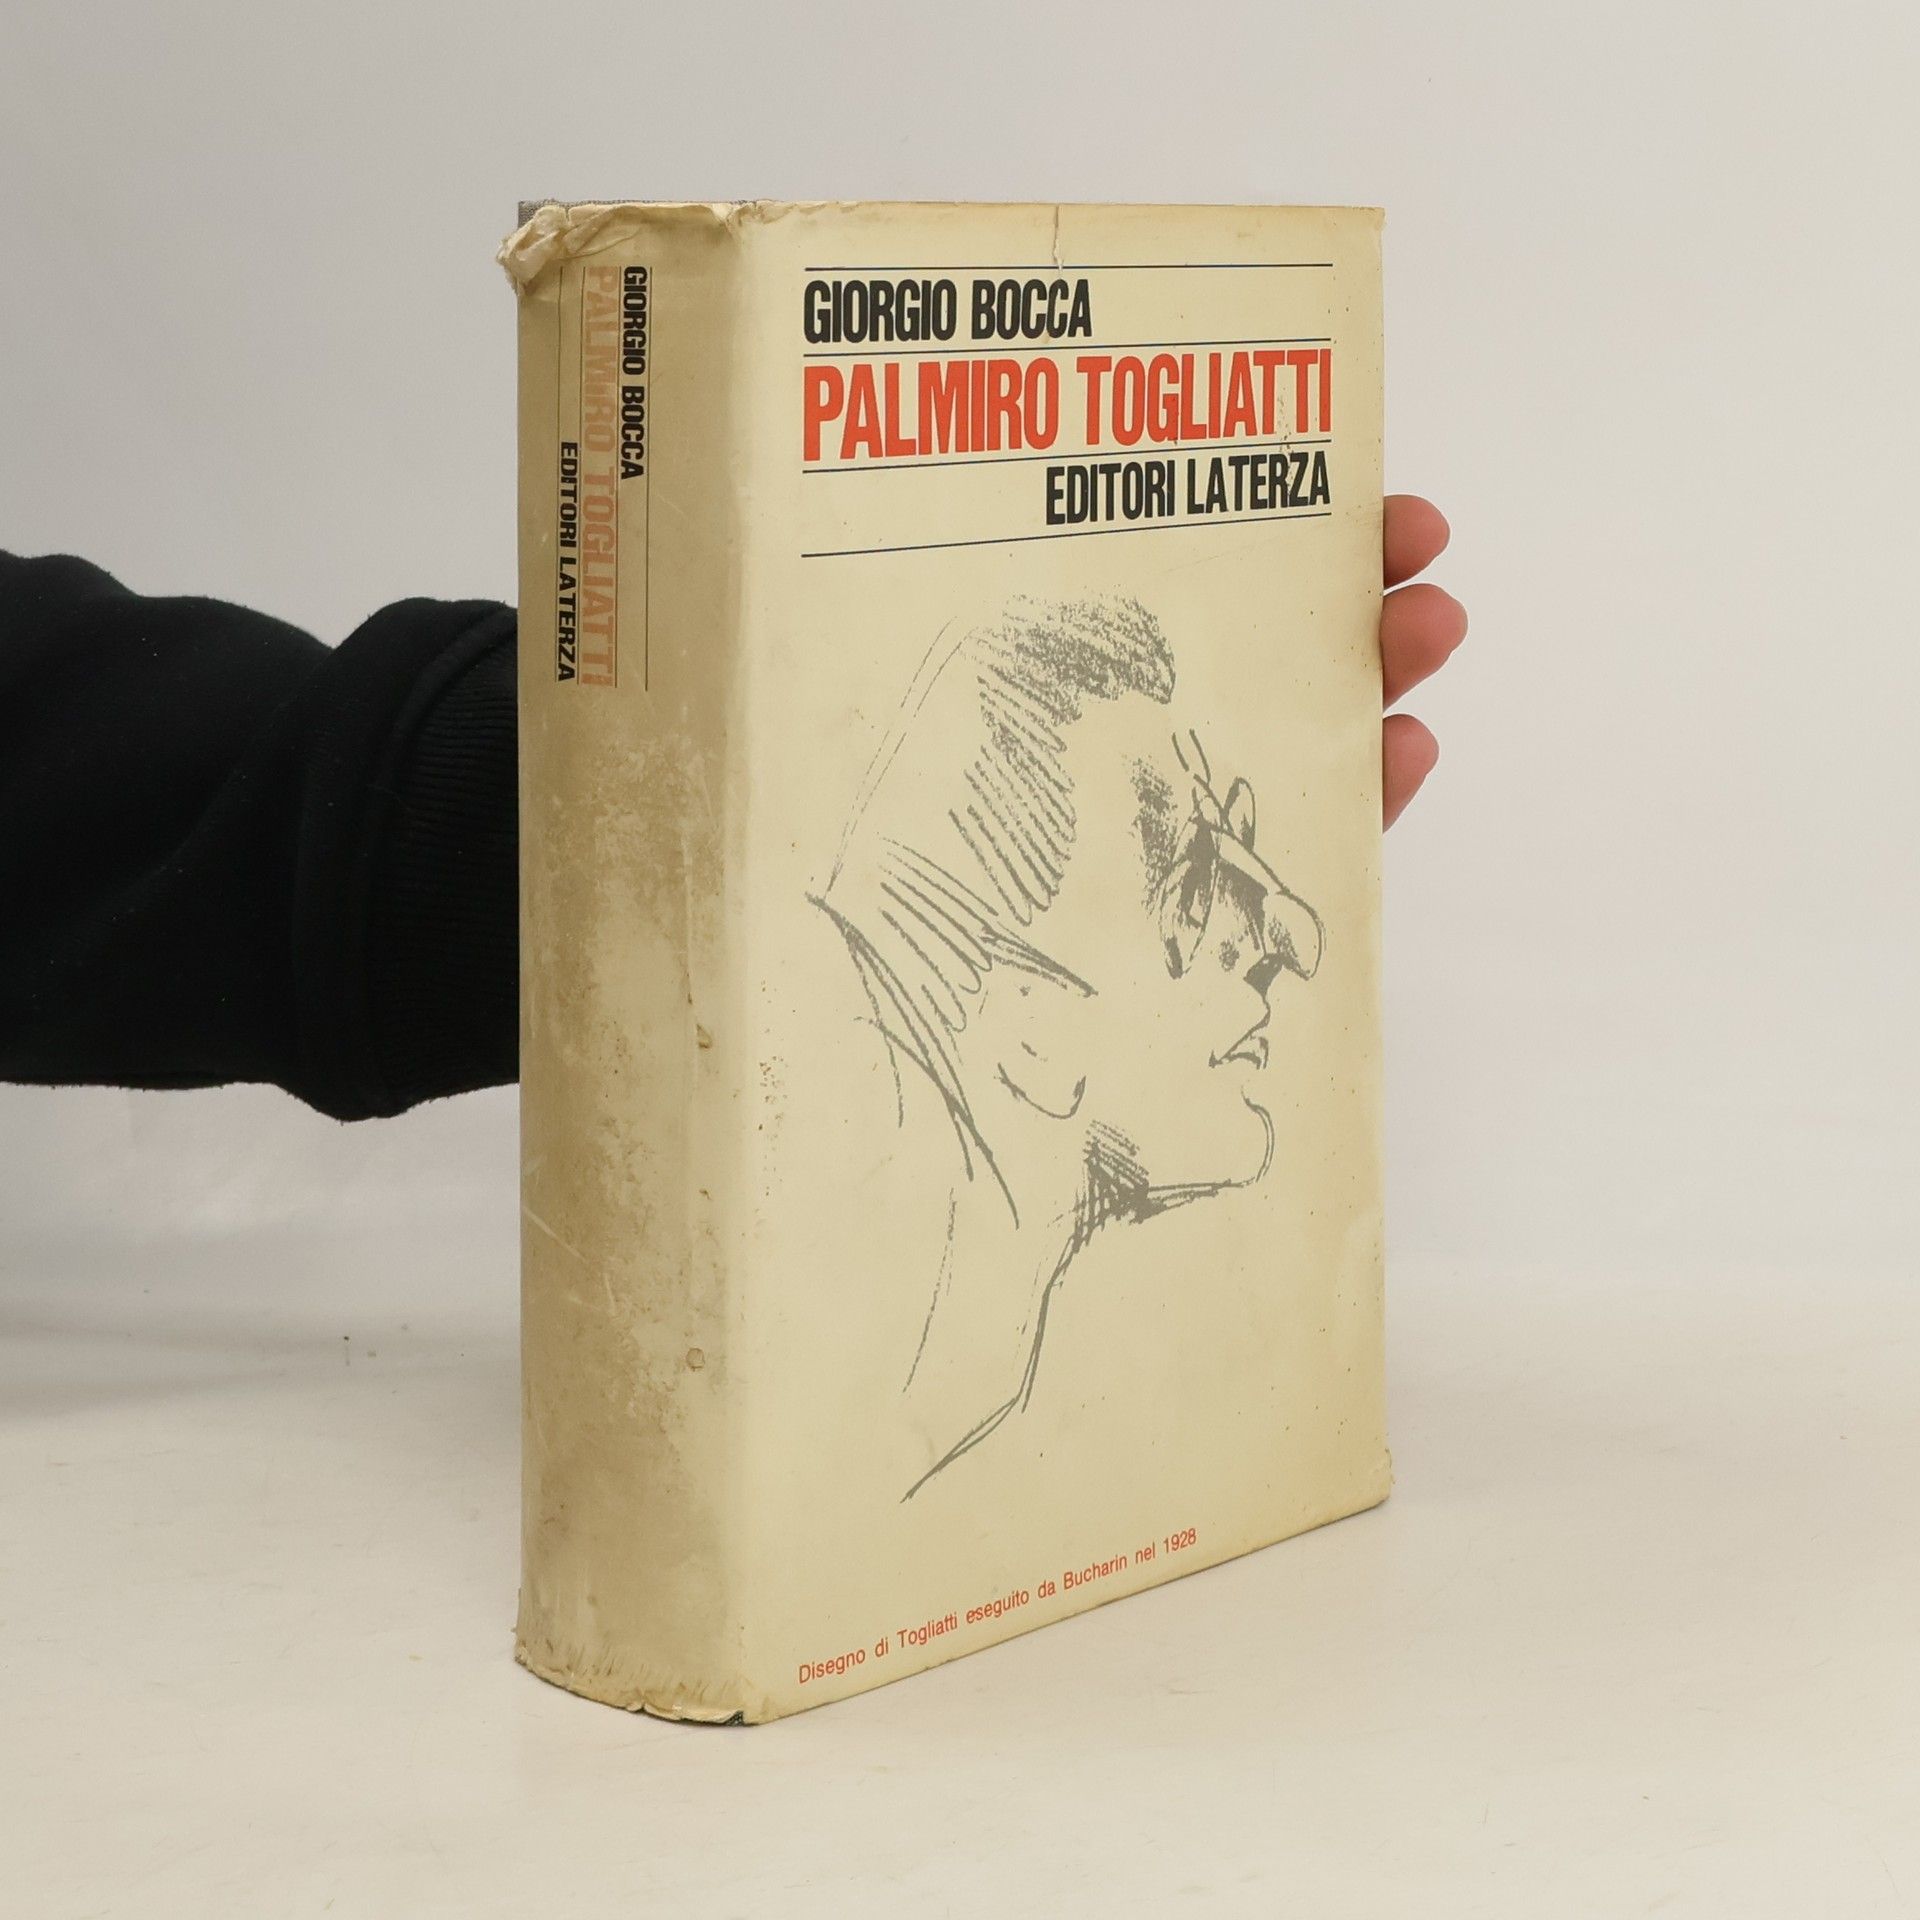 GIORGIO BOCCA
PALMIRO TOGLIATTI
EDITORI LATERZA
GIORGIO BOCCA
PALMIRO TOGLIATTI
EDITORI LATERZA
Disegno di Togliatti eseguito da Bucharin nel 1928